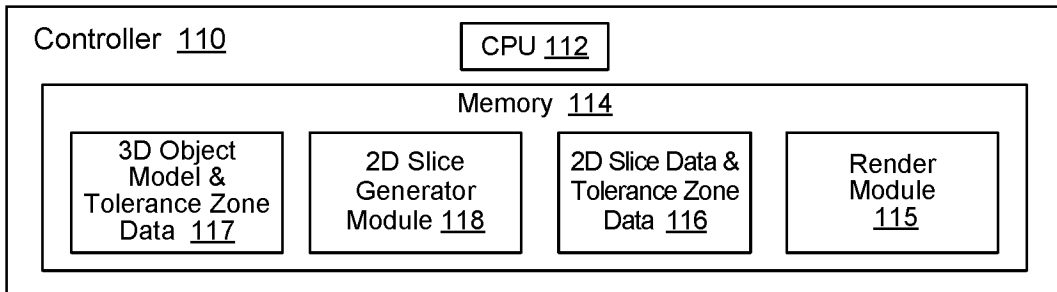 Controller 110
CPU 112
Memory 114
3D Object
Model &
Tolerance Zone
Data 117
2D Slice
Generator
Module 118
2D Slice Data &
Tolerance Zone
Data 116
Render
Module
115